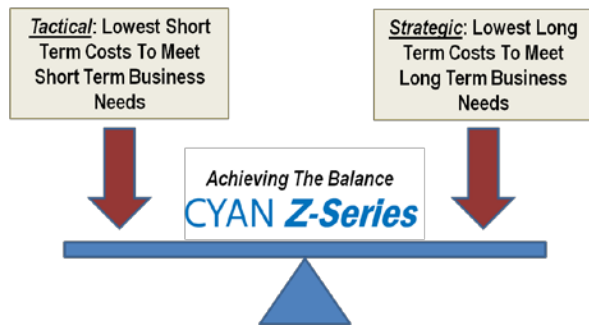 Tactical: Lowest Short
Term Costs To Meet
Short Term Business
Needs
Strategic: Lowest Long
Term Costs To Meet
Long Term Business
Needs
Achieving The Balance
CYAN Z-Series